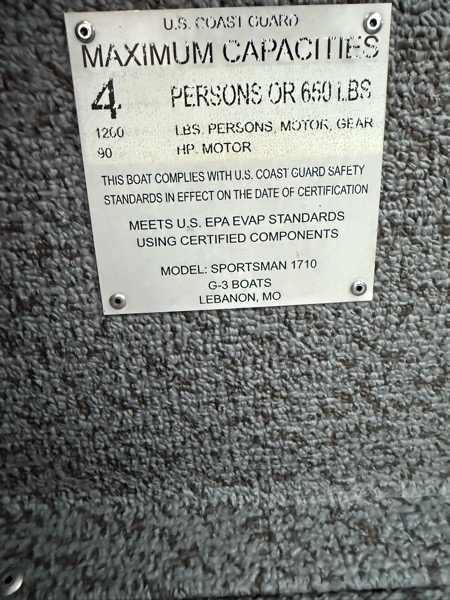 U.S. COAST GUARD
MAXIMUM CAPACITIES
4 PERSONS OR 650 LBS
1200 LBS. PERSONS, MOTOR, GEAR
90 HP. MOTOR
THIS BOAT COMPLIES WITH U.S. COAST GUARD SAFETY
STANDARDS IN EFFECT ON THE DATE OF CERTIFICATION
MEETS U.S. EPA EVAP STANDARDS
USING CERTIFIED COMPONENTS
MODEL: SPORTSMAN 1710
G-3 BOATS
LEBANON, MO